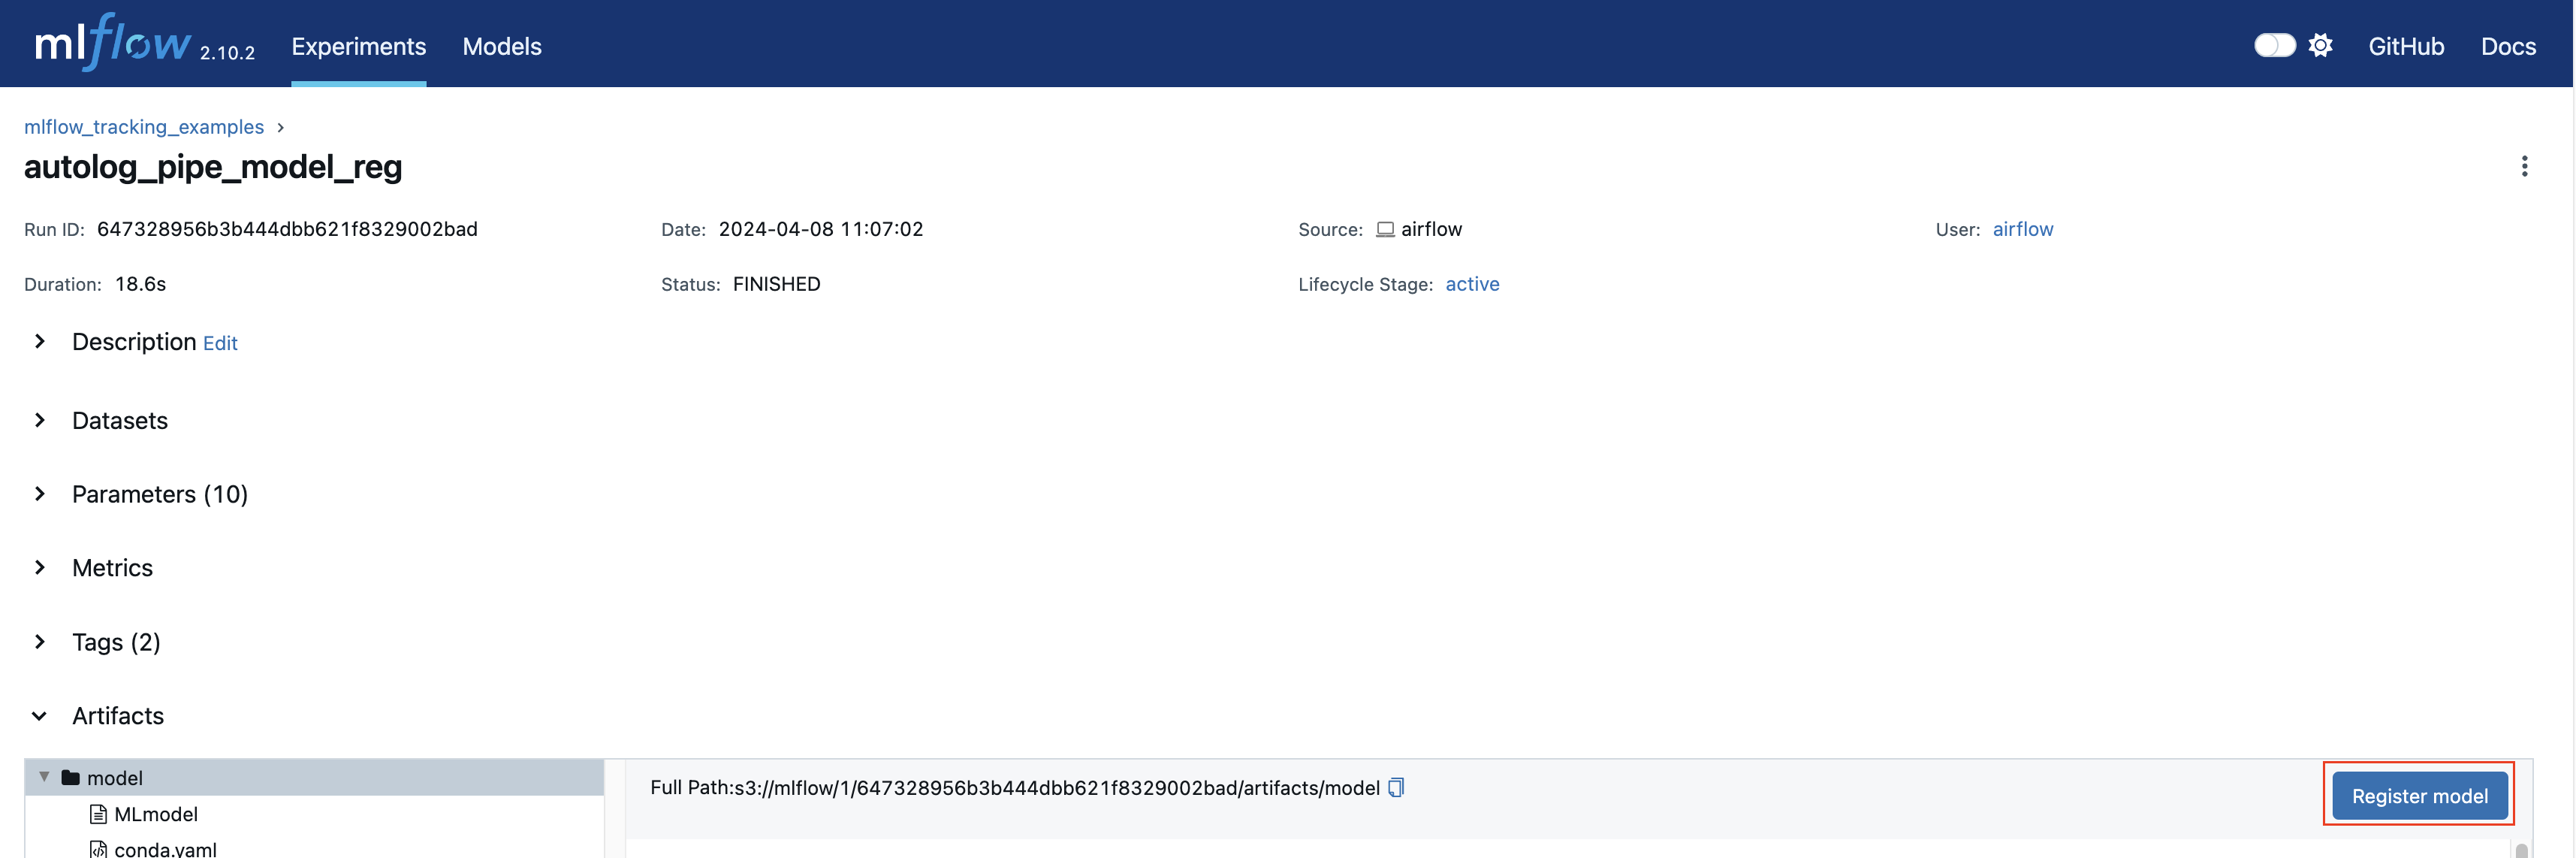 mlflow 2.10.2 Experiments Models GitHub Docs
mlflow_tracking_examples >
autolog_pipe_model_reg
Run ID: 647328956b3b444dbb621f8329002bad Date: 2024-04-08 11:07:02 Source: airflow User: airflow
Duration: 18.6s Status: FINISHED Lifecycle Stage: active
Description Edit
Datasets
Parameters (10)
Metrics
Tags (2)
Artifacts
model
Full Path:s3://mlflow/1/647328956b3b444dbb621f8329002bad/artifacts/model
Register model
MLmodel
conda.yaml